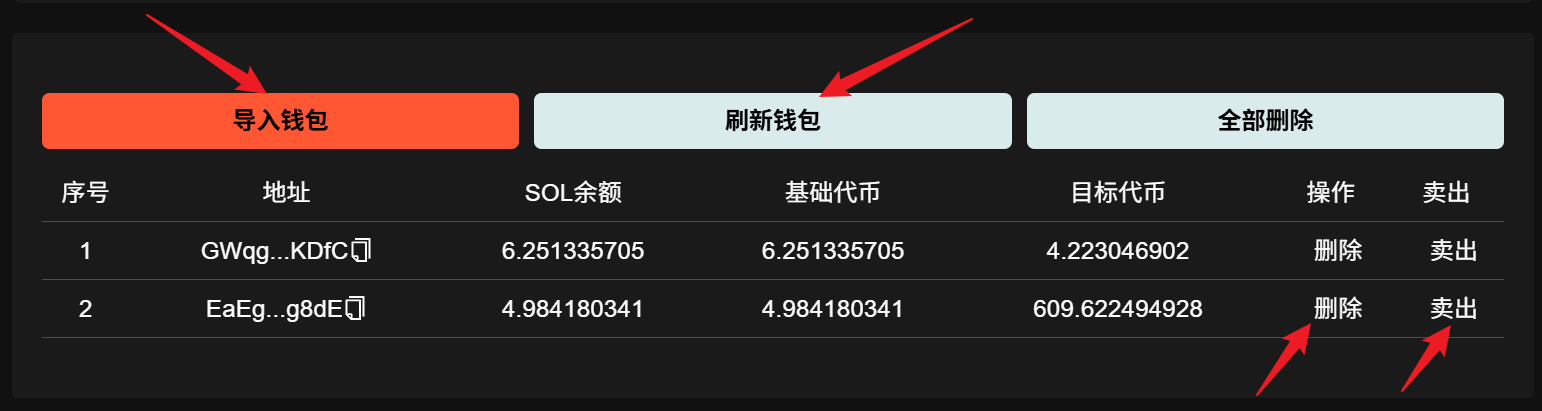 导入钱包 刷新钱包 全部删除
序号 地址 SOL余额 基础代币 目标代币 操作 卖出
1 GWqg...KDfC 6.251335705 6.251335705 4.223046902 删除 卖出
2 EaEg...g8dE 4.984180341 4.984180341 609.622494928 删除 卖出